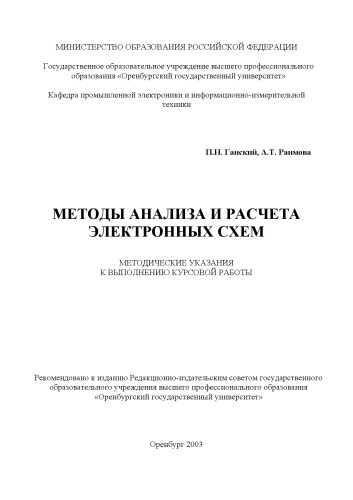 МИНИСТЕРСТВО ОБРАЗОВАНИЯ РОССИЙСКОЙ ФЕДЕРАЦИИ
Государственное образовательное учреждение высшего профессионального
образования «Оренбургский государственный университет»
Кафедра промышленной электроники и информационно-измерительной
техники
П.Н. Ганский, А.Т. Раимова
МЕТОДЫ АНАЛИЗА И РАСЧЕТА
ЭЛЕКТРОННЫХ СХЕМ
МЕТОДИЧЕСКИЕ УКАЗАНИЯ
К ВЫПОЛНЕНИЮ КУРСОВОЙ РАБОТЫ
Рекомендовано к изданию Редакционно-издательским советом государственного
образовательного учреждения высшего профессионального образования
«Оренбургский государственный университет»
Оренбург 2003